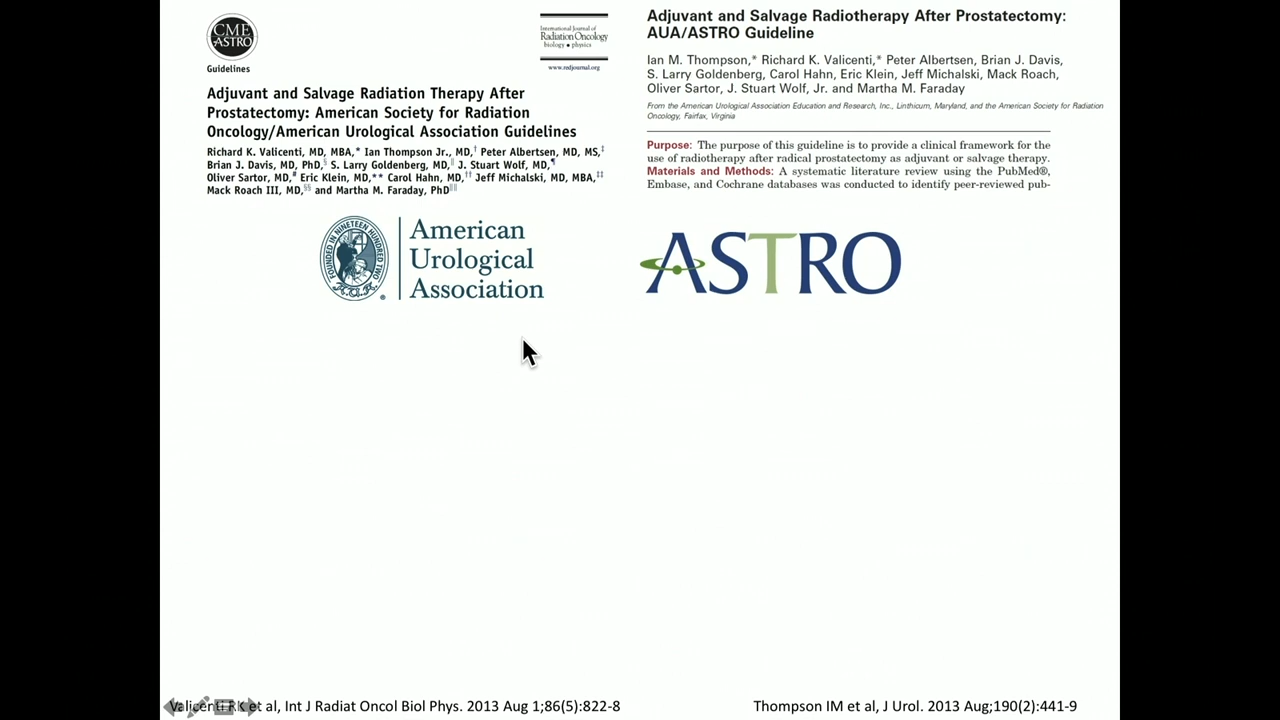 CME
ASTRO
Guidelines
International Journal of
Radiation Oncology
biology • physics
www.redjournal.org
Adjuvant and Salvage Radiation Therapy After
Prostatectomy: American Society for Radiation
Oncology/American Urological Association Guidelines
Richard K. Valicenti, MD, MBA,* Ian Thompson Jr., MD,† Peter Albertsen, MD, MS,‡
Brian J. Davis, MD, PhD,§ S. Larry Goldenberg, MD,|| J. Stuart Wolf, MD,¶
Oliver Sartor, MD,# Eric Klein, MD,** Carol Hahn, MD,†† Jeff Michalski, MD, MBA,‡‡
Mack Roach III, MD,§§ and Martha M. Faraday, PhD||||
Adjuvant and Salvage Radiotherapy After Prostatectomy:
AUA/ASTRO Guideline
Ian M. Thompson,* Richard K. Valicenti,* Peter Albertsen, Brian J. Davis,
S. Larry Goldenberg, Carol Hahn, Eric Klein, Jeff Michalski, Mack Roach,
Oliver Sartor, J. Stuart Wolf, Jr. and Martha M. Faraday
From the American Urological Association Education and Research, Inc., Linthicum, Maryland, and the American Society for Radiation
Oncology, Fairfax, Virginia
Purpose: The purpose of this guideline is to provide a clinical framework for the
use of radiotherapy after radical prostatectomy as adjuvant or salvage therapy.
Materials and Methods: A systematic literature review using the PubMed®,
Embase, and Cochrane databases was conducted to identify peer-reviewed pub-
FOUNDED IN NINETEEN HUNDRED TWO
A.U.A.
American
Urological
Association
®
ASTRO
Valicenti RK et al, Int J Radiat Oncol Biol Phys. 2013 Aug 1;86(5):822-8
Thompson IM et al, J Urol. 2013 Aug;190(2):441-9